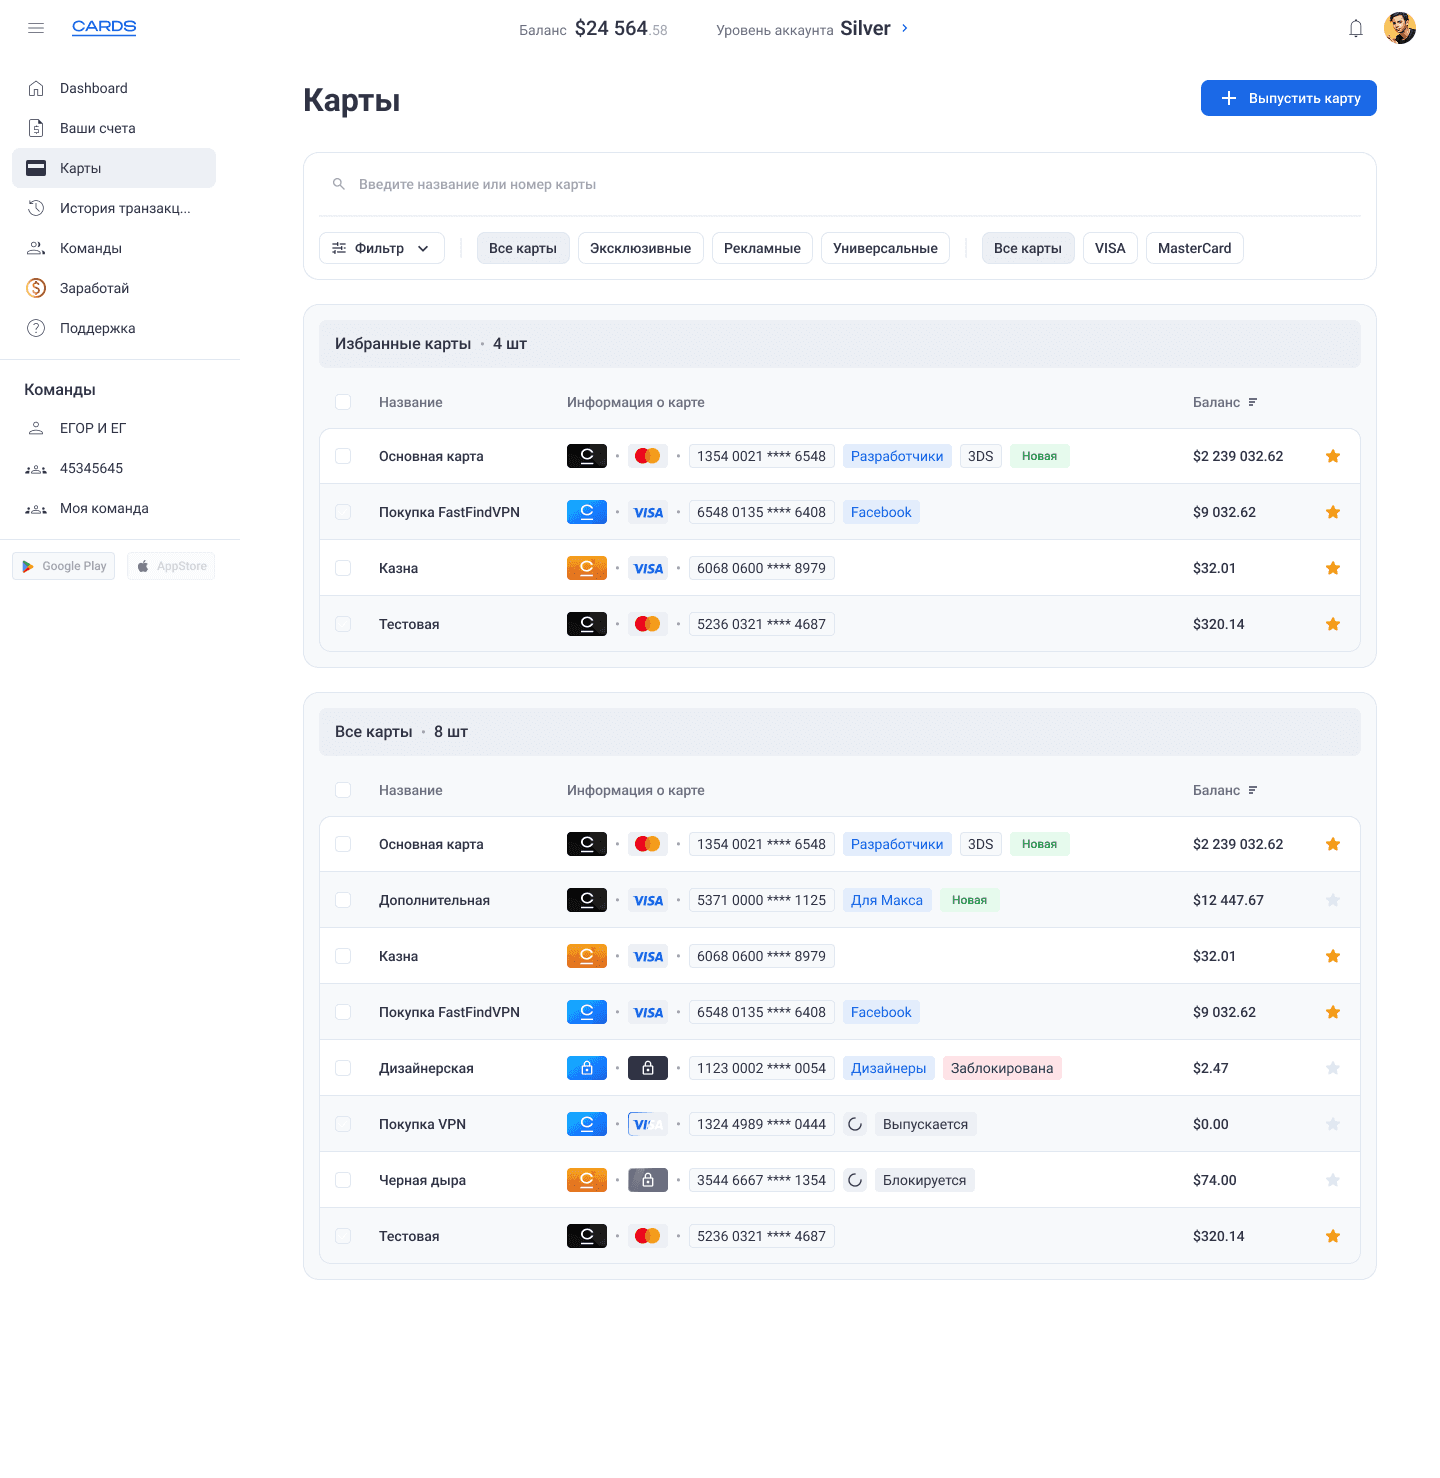 CARDS
Баланс $24 564.58
Уровень аккаунта Silver
Dashboard
Ваши счета
Карты
История транзакц...
Команды
Заработай
Поддержка
Команды
ЕГОР И ЕГ
45345645
Моя команда
Google Play
AppStore
Карты
Выпустить карту
Введите название или номер карты
Фильтр Все карты Эксклюзивные Рекламные Универсальные Все карты VISA MasterCard
Избранные карты • 4 шт
Название Информация о карте Баланс
Основная карта 1354 0021 **** 6548 Разработчики 3DS Новая $2 239 032.62
Покупка FastFindVPN VISA 6548 0135 **** 6408 Facebook $9 032.62
Казна VISA 6068 0600 **** 8979 $32.01
Тестовая 5236 0321 **** 4687 $320.14
Все карты • 8 шт
Название Информация о карте Баланс
Основная карта 1354 0021 **** 6548 Разработчики 3DS Новая $2 239 032.62
Дополнительная VISA 5371 0000 **** 1125 Для Макса Новая $12 447.67
Казна VISA 6068 0600 **** 8979 $32.01
Покупка FastFindVPN VISA 6548 0135 **** 6408 Facebook $9 032.62
Дизайнерская 1123 0002 **** 0054 Дизайнеры Заблокирована $2.47
Покупка VPN VISA 1324 4989 **** 0444 Выпускается $0.00
Черная дыра 3544 6667 **** 1354 Блокируется $74.00
Тестовая 5236 0321 **** 4687 $320.14